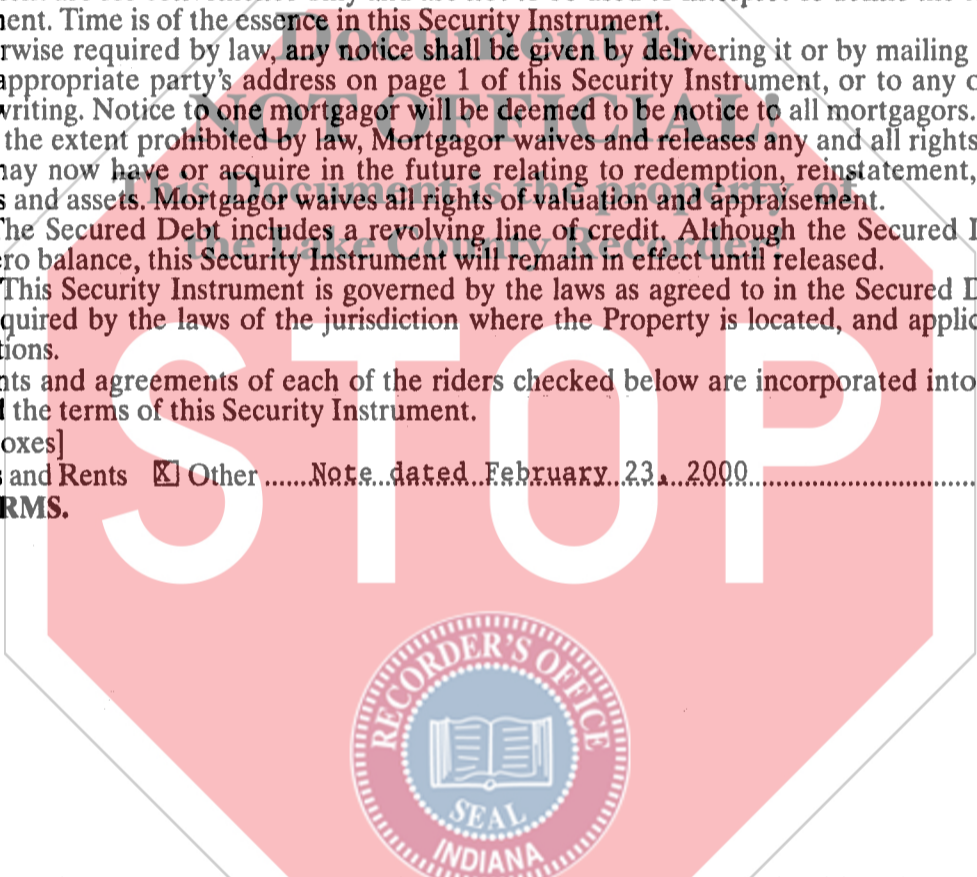 ent. Time is of the essence in this Security Instrument.
rwise required by law, any notice shall be given by delivering it or by mailing
appropriate party's address on page 1 of this Security Instrument, or to any
writing. Notice to one mortgagor will be deemed to be notice to all mortgagors.
the extent prohibited by law, Mortgagor waives and releases any and all rights
may now have or acquire in the future relating to redemption, reinstatement,
s and assets. Mortgagor waives all rights of valuation and appraisement.
The Secured Debt includes a revolving line of credit. Although the Secured
ro balance, this Security Instrument will remain in effect until released.
This Security Instrument is governed by the laws as agreed to in the Secured
quired by the laws of the jurisdiction where the Property is located, and applic
tions.
nts and agreements of each of the riders checked below are incorporated into
the terms of this Security Instrument.
oxes]
and Rents [X] Other ...... Note dated February 23, 2000
RMS.
Document is
NOT OFFICIAL!
This Document is the property of
the Lake County Recorder!
STOP
RECORDER'S OFFICE
SEAL
INDIANA